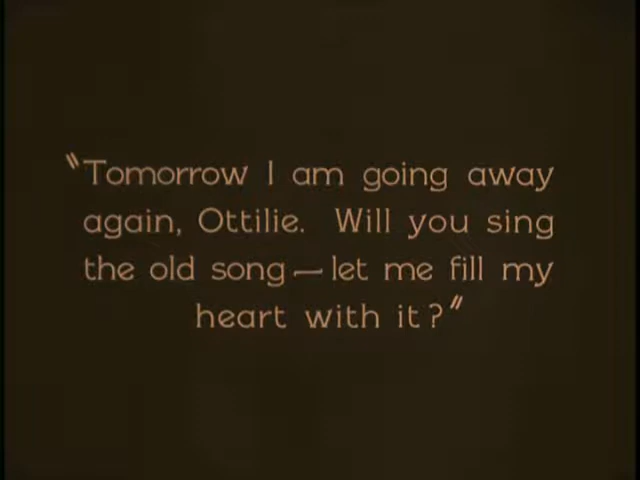 "Tomorrow I am going away
again, Ottilie. Will you sing
the old song—let me fill my
heart with it?"